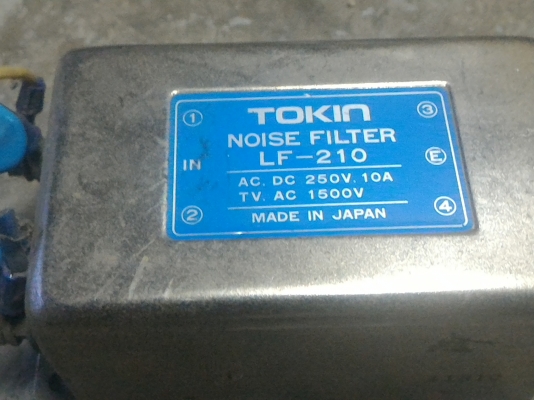 ① TOKIN ③
NOISE FILTER
IN LF-210 Ⓔ
AC. DC 250V. 10A
TV. AC 1500V
② MADE IN JAPAN ④